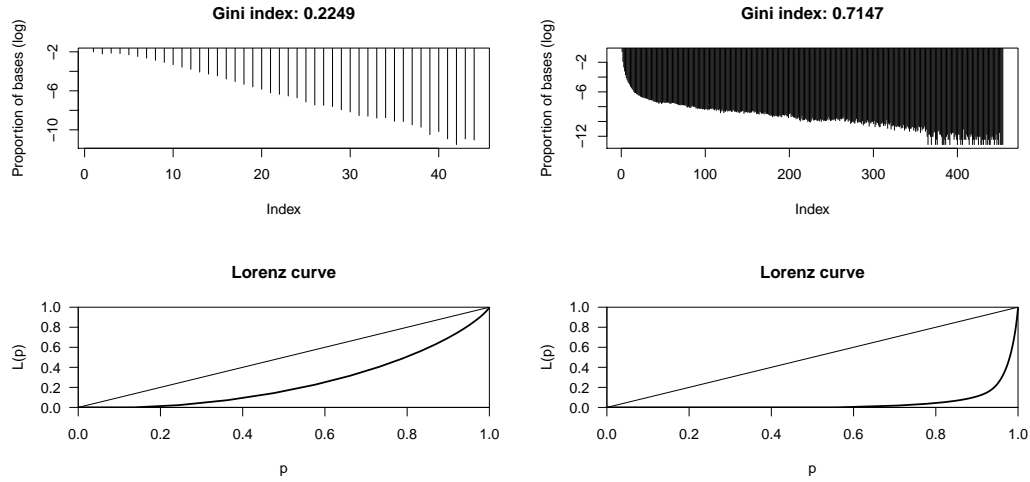 Gini index: 0.2249
Proportion of bases (log)
-2
-6
-10
0 10 20 30 40
Index
Gini index: 0.7147
Proportion of bases (log)
-2
-6
-12
0 100 200 300 400
Index
Lorenz curve
L(p)
1.0
0.8
0.6
0.4
0.2
0.0
0.0 0.2 0.4 0.6 0.8 1.0
p
Lorenz curve
L(p)
1.0
0.8
0.6
0.4
0.2
0.0
0.0 0.2 0.4 0.6 0.8 1.0
p